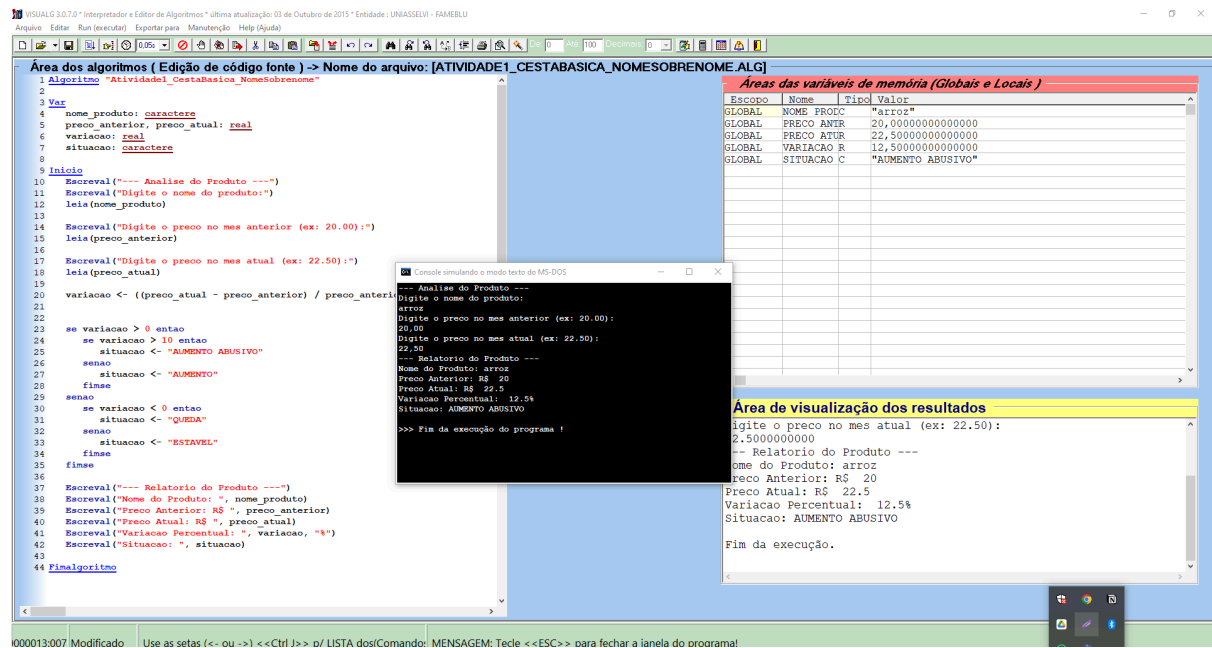 VISUALG 3.0.7.0 * Interpretador e Editor de Algoritmos * última atualização: 03 de Outubro de 2015 * Entidade : UNIASSELVI - FAMEBLU
Arquivo Editar Run (executar) Exportar para Manutenção Help (Ajuda)
0,05s De: 0 Até: 100 Decimais: 0
Área dos algoritmos ( Edição de código fonte ) -> Nome do arquivo: [ATIVIDADE1_CESTABASICA_NOMESOBRENOME.ALG]
1 Algoritmo "Atividade1_CestaBasica_NomeSobrenome"
2
3 Var
4 nome_produto: caractere
5 preco_anterior, preco_atual: real
6 variacao: real
7 situacao: caractere
8
9 Inicio
10 Escreval("--- Analise do Produto ---")
11 Escreval("Digite o nome do produto:")
12 leia(nome_produto)
13
14 Escreval("Digite o preco no mes anterior (ex: 20.00):")
15 leia(preco_anterior)
16
17 Escreval("Digite o preco no mes atual (ex: 22.50):")
18 leia(preco_atual)
19
20 variacao <- ((preco_atual - preco_anterior) / preco_anteri
21
22
23 se variacao > 0 entao
24 se variacao > 10 entao
25 situacao <- "AUMENTO ABUSIVO"
26 senao
27 situacao <- "AUMENTO"
28 fimse
29 senao
30 se variacao < 0 entao
31 situacao <- "QUEDA"
32 senao
33 situacao <- "ESTAVEL"
34 fimse
35 fimse
36
37 Escreval("--- Relatorio do Produto ---")
38 Escreval("Nome do Produto: ", nome_produto)
39 Escreval("Preco Anterior: R$ ", preco_anterior)
40 Escreval("Preco Atual: R$ ", preco_atual)
41 Escreval("Variacao Percentual: ", variacao, "%")
42 Escreval("Situacao: ", situacao)
43
44 Fimalgoritmo
Console simulando o modo texto do MS-DOS
--- Analise do Produto ---
Digite o nome do produto:
arroz
Digite o preco no mes anterior (ex: 20.00):
20,00
Digite o preco no mes atual (ex: 22.50):
22,50
--- Relatorio do Produto ---
Nome do Produto: arroz
Preco Anterior: R$ 20
Preco Atual: R$ 22.5
Variacao Percentual: 12.5%
Situacao: AUMENTO ABUSIVO
>>> Fim da execução do programa !
Áreas das variáveis de memória (Globais e Locais )
Escopo Nome Tipo Valor
GLOBAL NOME_PRODC "arroz"
GLOBAL PRECO_ANTR 20,00000000000000
GLOBAL PRECO_ATUR 22,50000000000000
GLOBAL VARIACAO R 12,50000000000000
GLOBAL SITUACAO C "AUMENTO ABUSIVO"
Área de visualização dos resultados
igite o preco no mes atual (ex: 22.50):
2.5000000000
-- Relatorio do Produto ---
ome do Produto: arroz
reco Anterior: R$ 20
Preco Atual: R$ 22.5
Variacao Percentual: 12.5%
Situacao: AUMENTO ABUSIVO
Fim da execução.
0000013:007 Modificado Use as setas (<- ou ->) <<Ctrl J>> p/ LISTA dos(Comando: MENSAGEM: Tecle <<ESC>> para fechar a janela do programa!